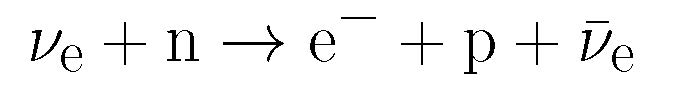 νₑ + n → e⁻ + p + ν̄ₑ